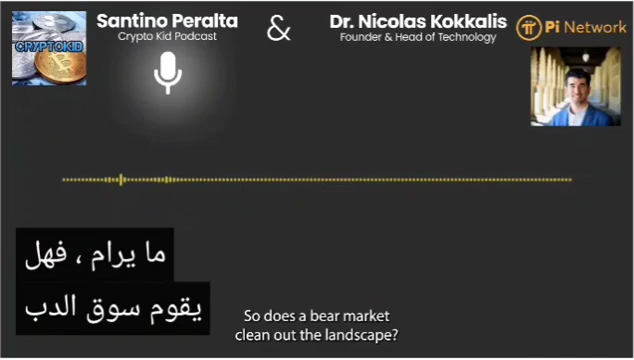 Santino Peralta
Crypto Kid Podcast
&
Dr. Nicolas Kokkalis
Founder & Head of Technology
Pi Network
CRYPTOKID
ما يرام ، فهل
يقوم سوق الدب
So does a bear market
clean out the landscape?